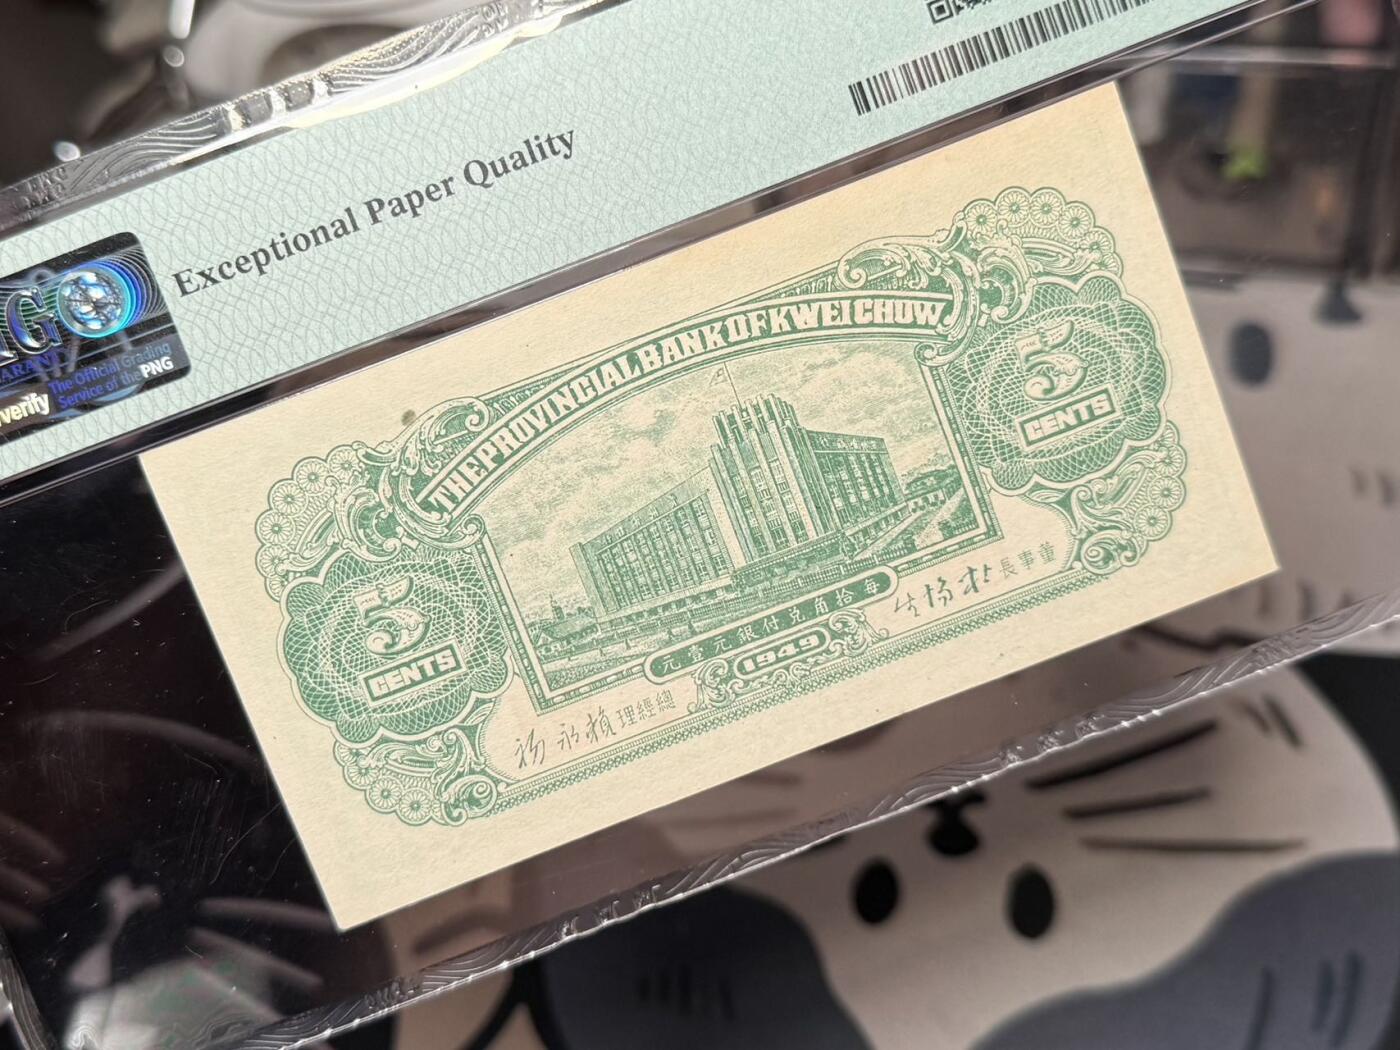 Exceptional Paper Quality
The Official Grading
Service of the PNG
verify
THE PROVINCIAL BANK OF KWEICHOW
5
CENTS
5
CENTS
元壹元銀付兌角拾每
1949
長事董
理經總